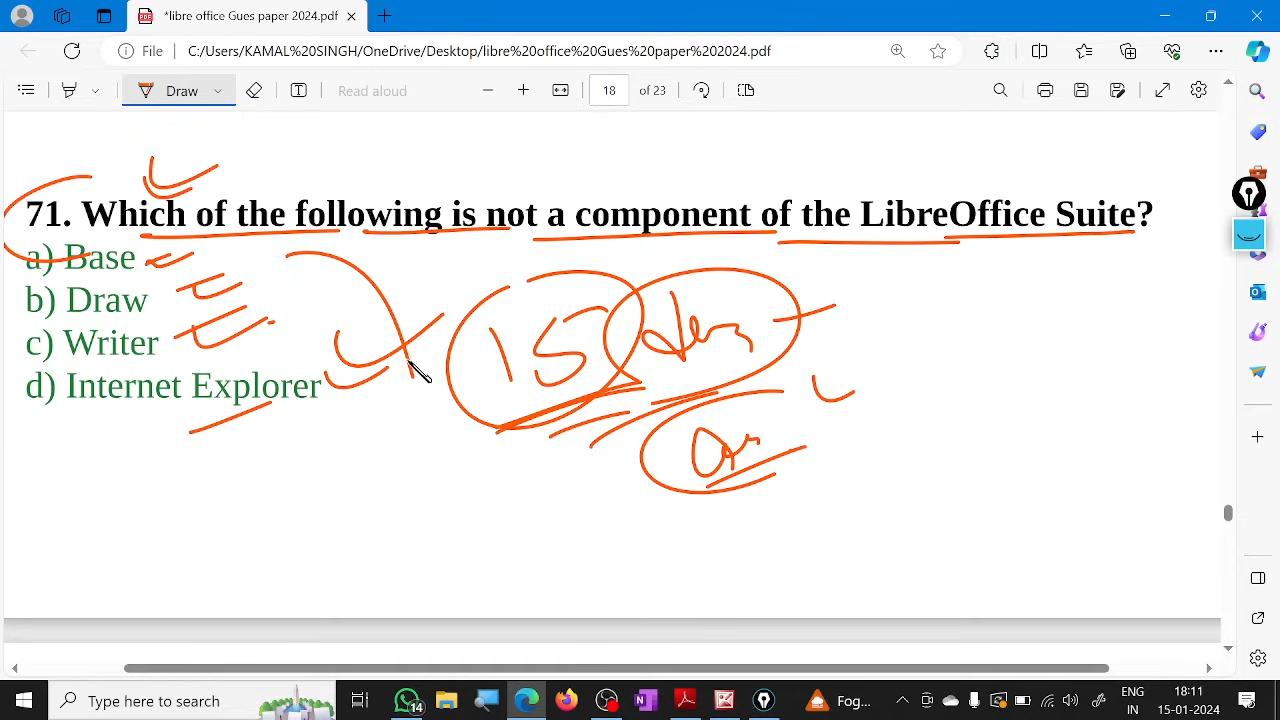 *libre office Gues paper 2024.pdf
File
C:/Users/KAMAL%20SINGH/OneDrive/Desktop/libre%20office%20Gues%20paper%202024.pdf
Draw
Read aloud
18 of 23
71. Which of the following is not a component of the LibreOffice Suite?
a) Base
b) Draw
c) Writer
d) Internet Explorer
15
Type here to search
14
Fog...
ENG
IN
18:11
15-01-2024